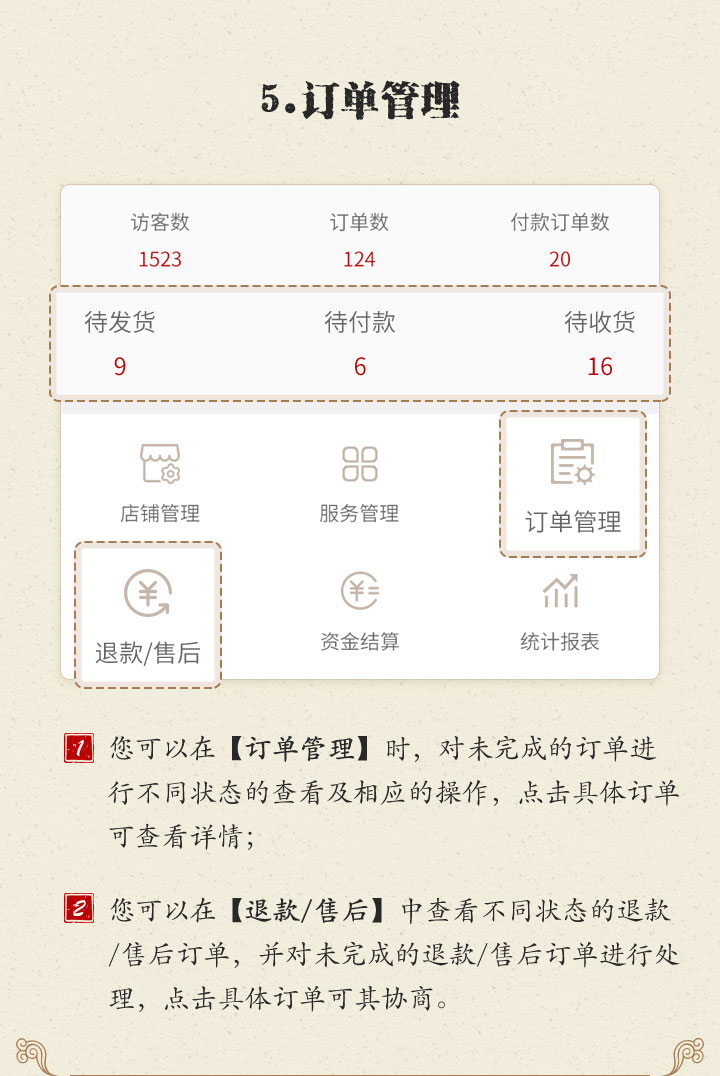 5.订单管理
访客数 订单数 付款订单数
1523 124 20
待发货 待付款 待收货
9 6 16
店铺管理 服务管理 订单管理
退款/售后 资金结算 统计报表
1 您可以在【订单管理】时，对未完成的订单进
行不同状态的查看及相应的操作，点击具体订单
可查看详情；
2 您可以在【退款/售后】中查看不同状态的退款
/售后订单，并对未完成的退款/售后订单进行处
理，点击具体订单可其协商。